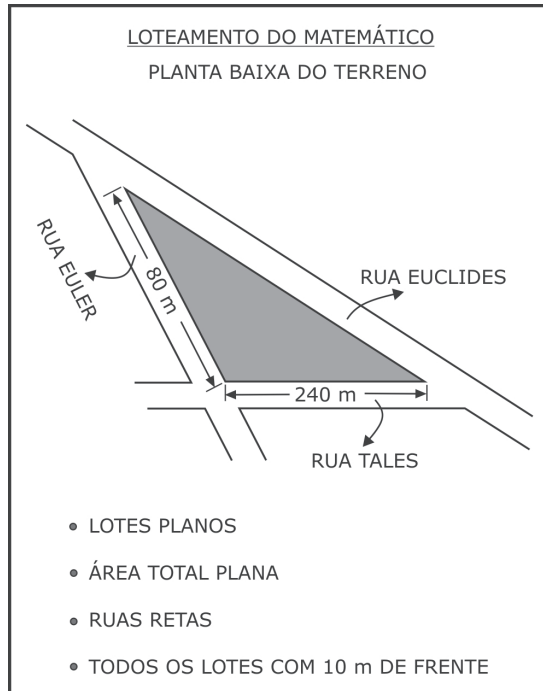 LOTEAMENTO DO MATEMÁTICO
PLANTA BAIXA DO TERRENO
RUA EULER
80 m
RUA EUCLIDES
240 m
RUA TALES
• LOTES PLANOS
• ÁREA TOTAL PLANA
• RUAS RETAS
• TODOS OS LOTES COM 10 m DE FRENTE